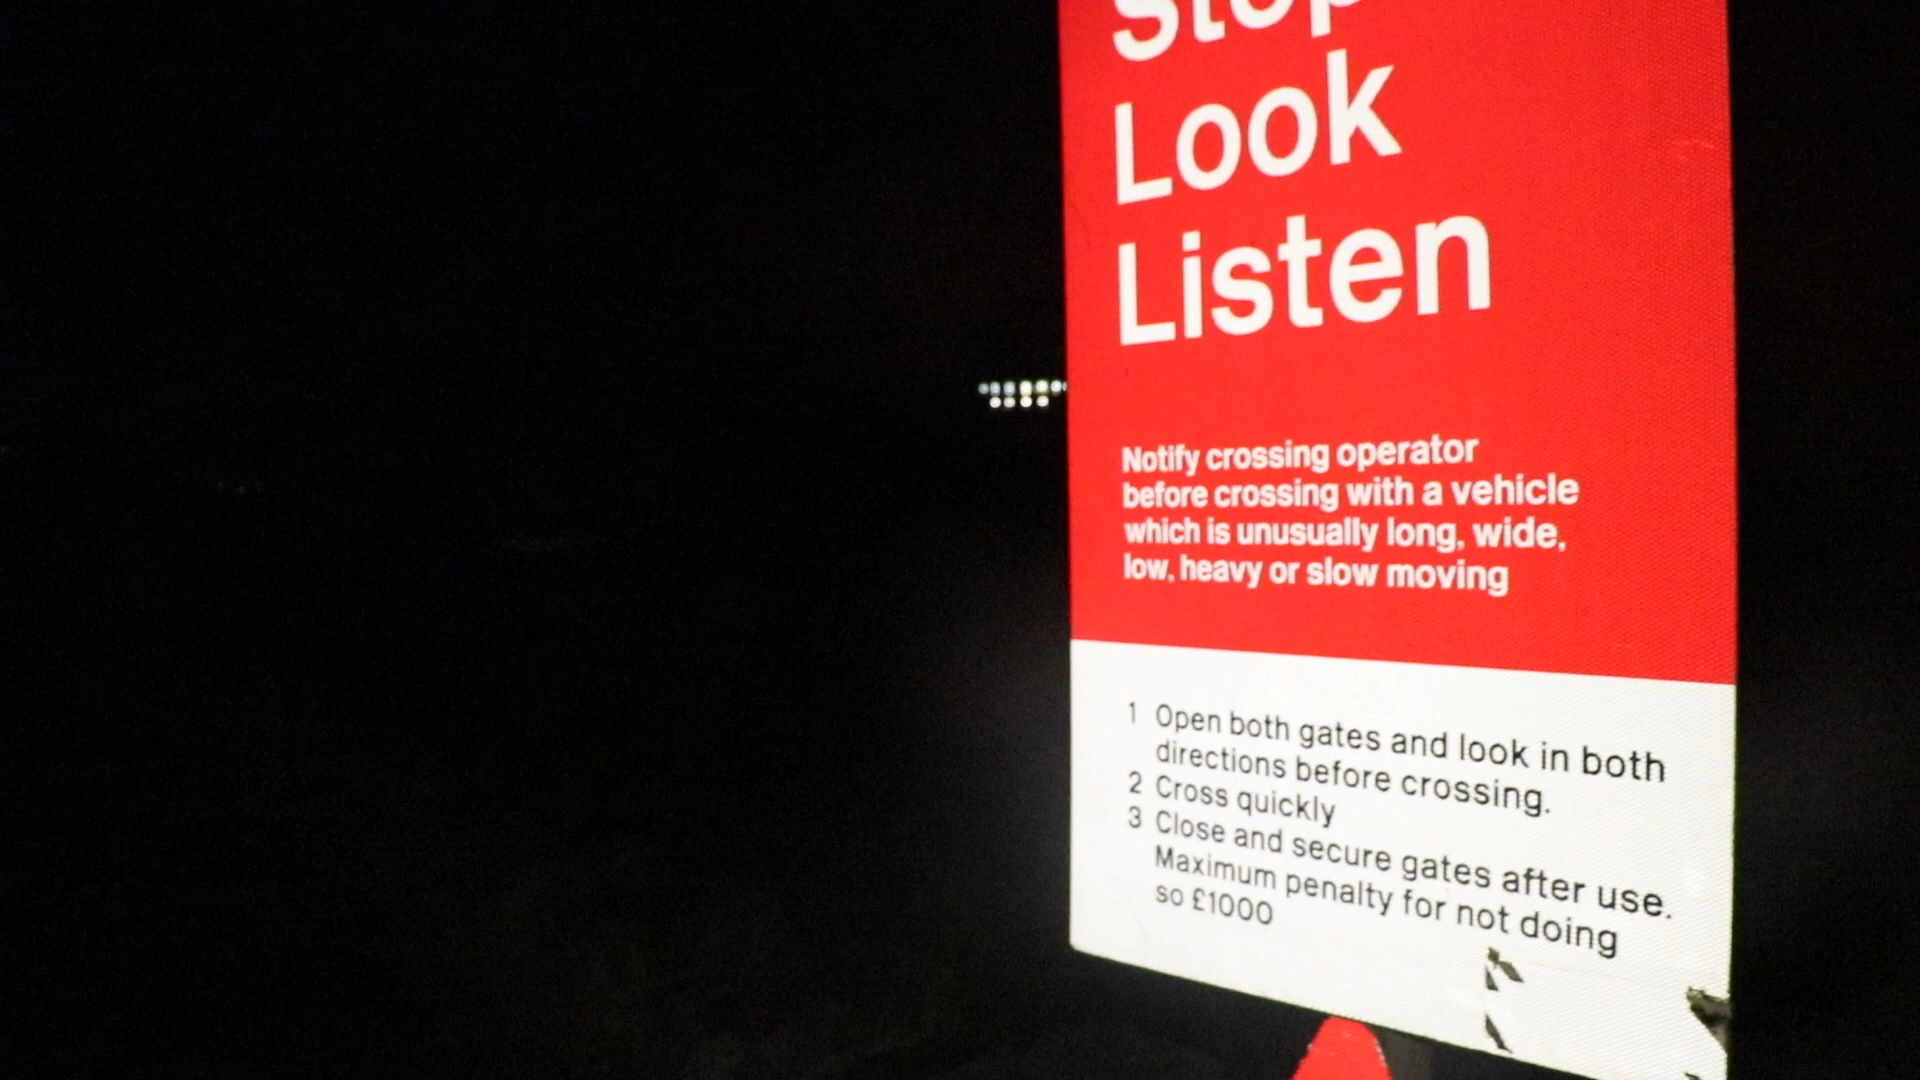 Stop
Look
Listen
Notify crossing operator
before crossing with a vehicle
which is unusually long, wide,
low, heavy or slow moving
1 Open both gates and look in both
directions before crossing.
2 Cross quickly
3 Close and secure gates after use.
Maximum penalty for not doing
so £1000